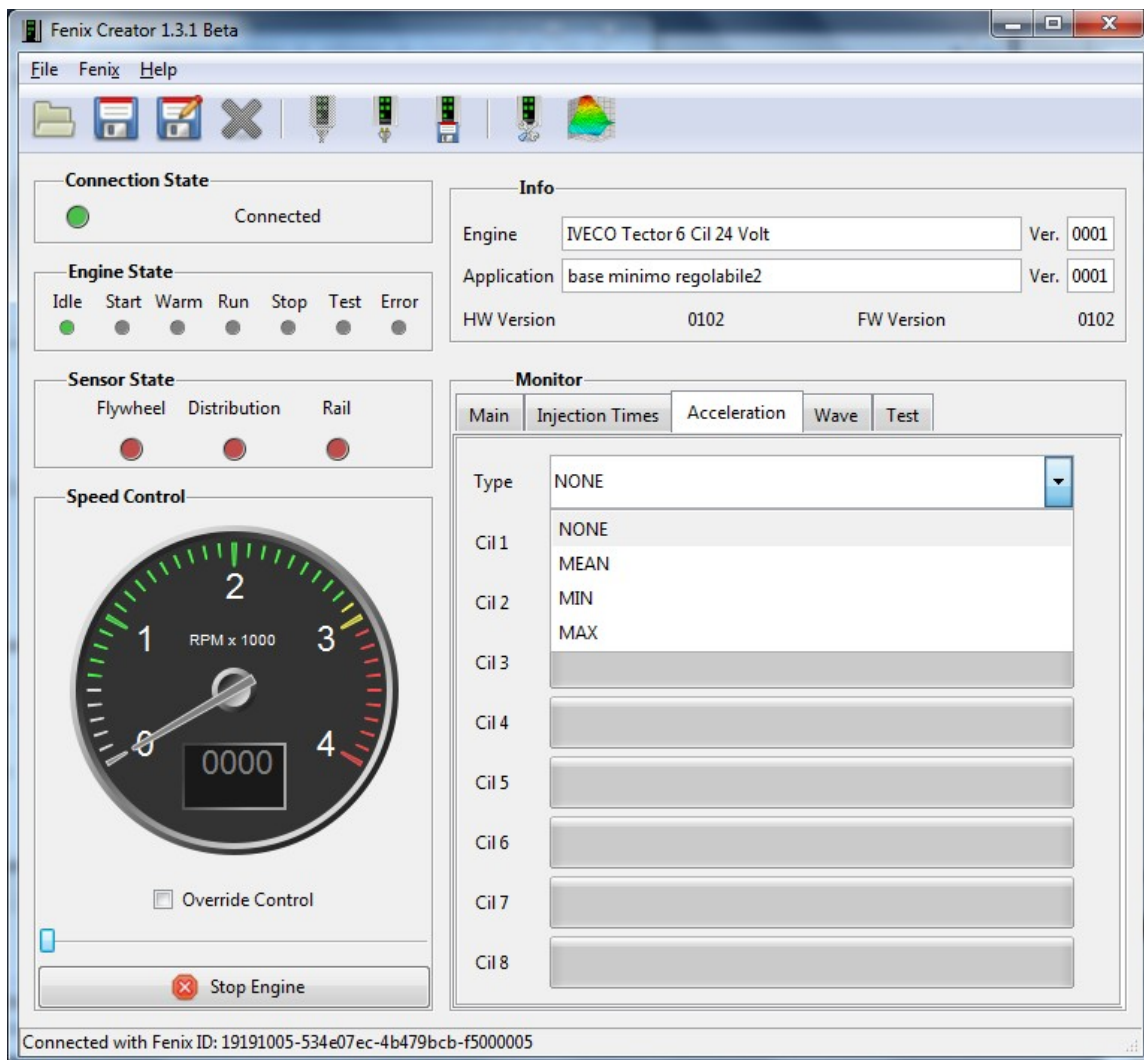 Fenix Creator 1.3.1 Beta
File Fenix Help
Connection State
Connected
Engine State
Idle Start Warm Run Stop Test Error
Sensor State
Flywheel Distribution Rail
Speed Control
2
1 RPM x 1000 3
0 4
0000
Override Control
Stop Engine
Info
Engine IVECO Tector 6 Cil 24 Volt Ver. 0001
Application base minimo regolabile2 Ver. 0001
HW Version 0102 FW Version 0102
Monitor
Main Injection Times Acceleration Wave Test
Type NONE
NONE
Cil 1
MEAN
Cil 2 MIN
MAX
Cil 3
Cil 4
Cil 5
Cil 6
Cil 7
Cil 8
Connected with Fenix ID: 19191005-534e07ec-4b479bcb-f5000005